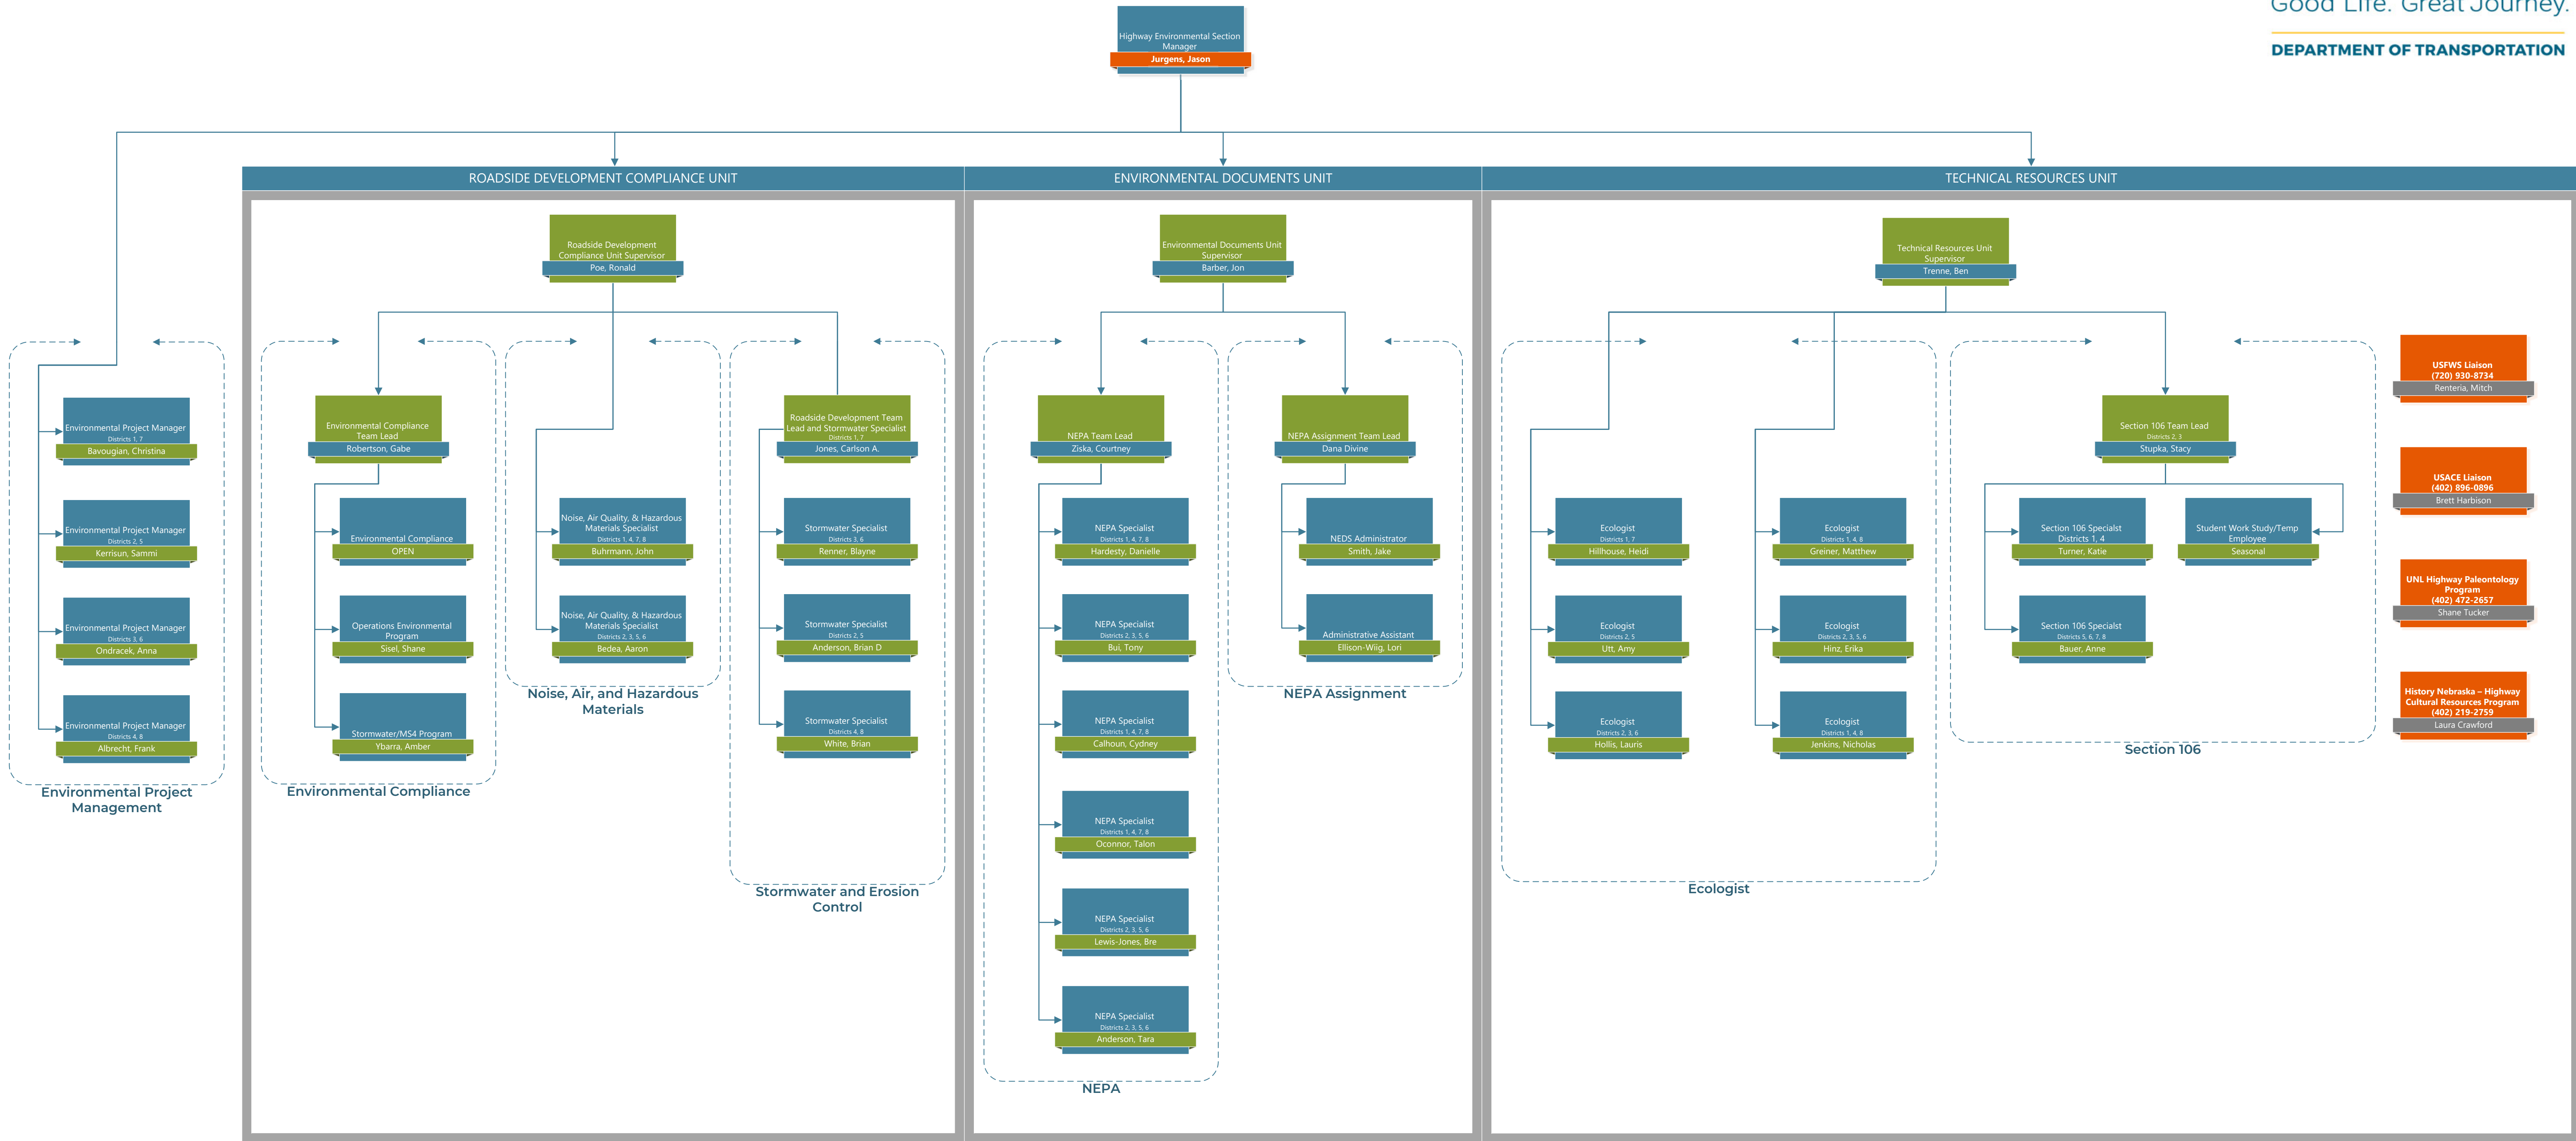 Good Life. Great Journey.
DEPARTMENT OF TRANSPORTATION
Highway Environmental Section
Manager
Jurgens, Jason
ROADSIDE DEVELOPMENT COMPLIANCE UNIT
ENVIRONMENTAL DOCUMENTS UNIT
TECHNICAL RESOURCES UNIT
Environmental Project Manager
Districts 1, 7
Bavougian, Christina
Environmental Project Manager
Districts 2, 5
Kerrisun, Sammi
Environmental Project Manager
Districts 3, 6
Ondracek, Anna
Environmental Project Manager
Districts 4, 8
Albrecht, Frank
Environmental Project
Management
Roadside Development
Compliance Unit Supervisor
Poe, Ronald
Environmental Compliance
Team Lead
Robertson, Gabe
Environmental Compliance
OPEN
Operations Environmental
Program
Sisel, Shane
Stormwater/MS4 Program
Ybarra, Amber
Environmental Compliance
Noise, Air Quality, & Hazardous
Materials Specialist
Districts 1, 4, 7, 8
Buhrmann, John
Noise, Air Quality, & Hazardous
Materials Specialist
Districts 2, 3, 5, 6
Bedea, Aaron
Noise, Air, and Hazardous
Materials
Roadside Development Team
Lead and Stormwater Specialist
Districts 1, 7
Jones, Carlson A.
Stormwater Specialist
Districts 3, 6
Renner, Blayne
Stormwater Specialist
Districts 2, 5
Anderson, Brian D
Stormwater Specialist
Districts 4, 8
White, Brian
Stormwater and Erosion
Control
Environmental Documents Unit
Supervisor
Barber, Jon
NEPA Team Lead
Ziska, Courtney
NEPA Specialist
Districts 1, 4, 7, 8
Hardesty, Danielle
NEPA Specialist
Districts 2, 3, 5, 6
Bui, Tony
NEPA Specialist
Districts 1, 4, 7, 8
Calhoun, Cydney
NEPA Specialist
Districts 1, 4, 7, 8
Oconnor, Talon
NEPA Specialist
Districts 2, 3, 5, 6
Lewis-Jones, Bre
NEPA Specialist
Districts 2, 3, 5, 6
Anderson, Tara
NEPA
NEPA Assignment Team Lead
Dana Divine
NEDS Administrator
Smith, Jake
Administrative Assistant
Ellison-Wiig, Lori
NEPA Assignment
Technical Resources Unit
Supervisor
Trenne, Ben
Ecologist
Districts 1, 7
Hillhouse, Heidi
Ecologist
Districts 2, 5
Utt, Amy
Ecologist
Districts 2, 3, 6
Hollis, Lauris
Ecologist
Districts 1, 4, 8
Greiner, Matthew
Ecologist
Districts 2, 3, 5, 6
Hinz, Erika
Ecologist
Districts 1, 4, 8
Jenkins, Nicholas
Ecologist
Section 106 Team Lead
Districts 2, 3
Stupka, Stacy
Section 106 Specialst
Districts 1, 4
Turner, Katie
Student Work Study/Temp
Employee
Seasonal
Section 106 Specialst
Districts 5, 6, 7, 8
Bauer, Anne
Section 106
USFWS Liaison
(720) 930-8734
Renteria, Mitch
USACE Liaison
(402) 896-0896
Brett Harbison
UNL Highway Paleontology
Program
(402) 472-2657
Shane Tucker
History Nebraska – Highway
Cultural Resources Program
(402) 219-2759
Laura Crawford